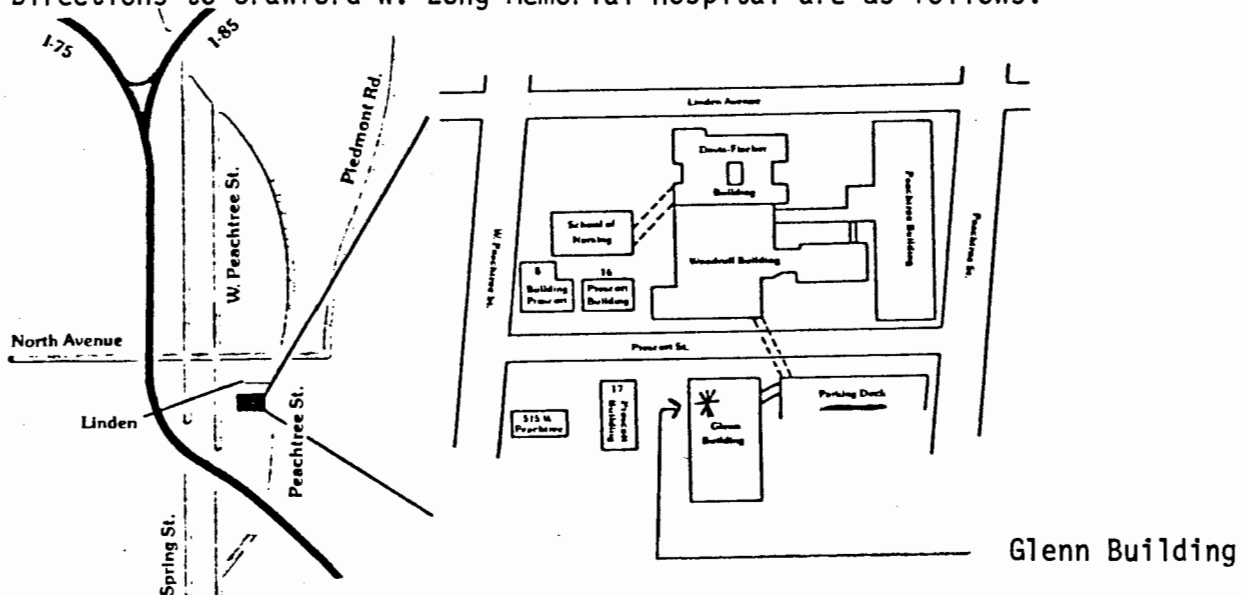 Directions to Crawford W. Long Memorial Hospital are as follows:
I-75
I-85
Piedmont Rd.
W. Peachtree St.
North Avenue
Linden
Peachtree St.
Spring St.
Linden Avenue
Davis-Fischer
Building
School of
Nursing
Woodruff Building
Peachtree Building
W. Peachtree St.
Peachtree St.
8
Building
Prescott
16
Prescott
Building
Prescott St.
17
Prescott
Building
515 W.
Peachtree
Glenn
Building
Parking Deck
Glenn Building